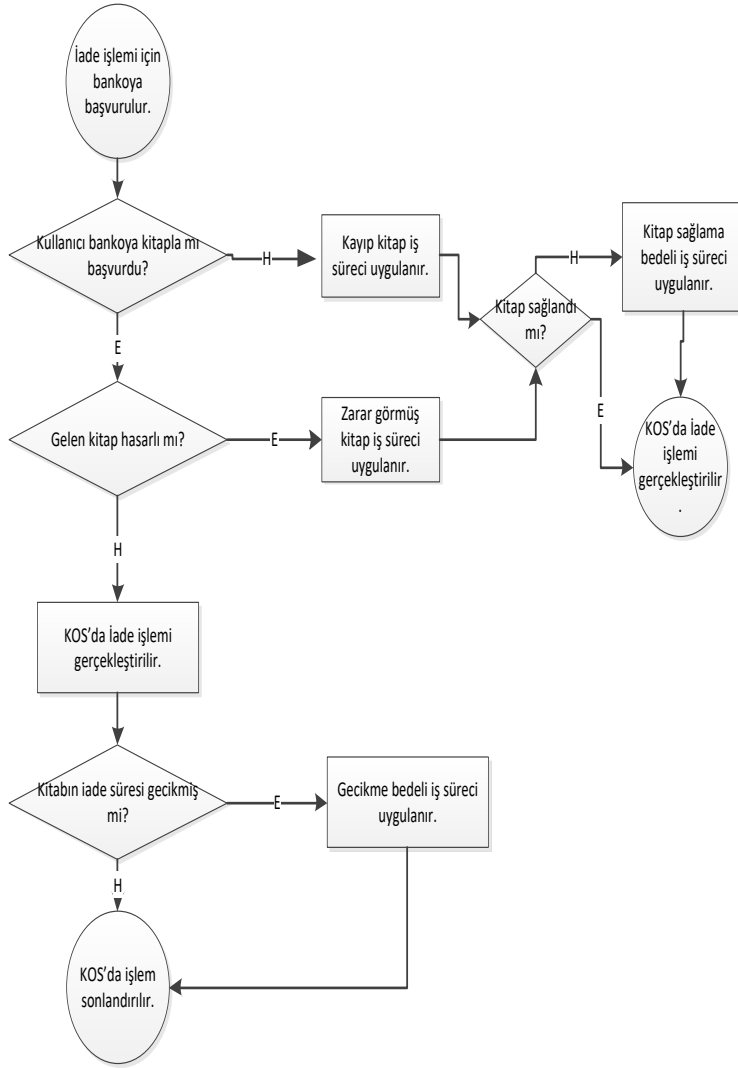 İade işlemi için
bankoya
başvurulur.
Kullanıcı bankoya kitapla mı
başvurdu?
H
Kayıp kitap iş
süreci uygulanır.
Kitap sağlandı
mı?
H
Kitap sağlama
bedeli iş süreci
uygulanır.
E
E
KOS'da İade
işlemi
gerçekleştirilir
.
Gelen kitap hasarlı mı?
E
Zarar görmüş
kitap iş süreci
uygulanır.
H
KOS'da İade işlemi
gerçekleştirilir.
Kitabın iade süresi gecikmiş
mi?
E
Gecikme bedeli iş süreci
uygulanır.
H
KOS'da işlem
sonlandırılır.